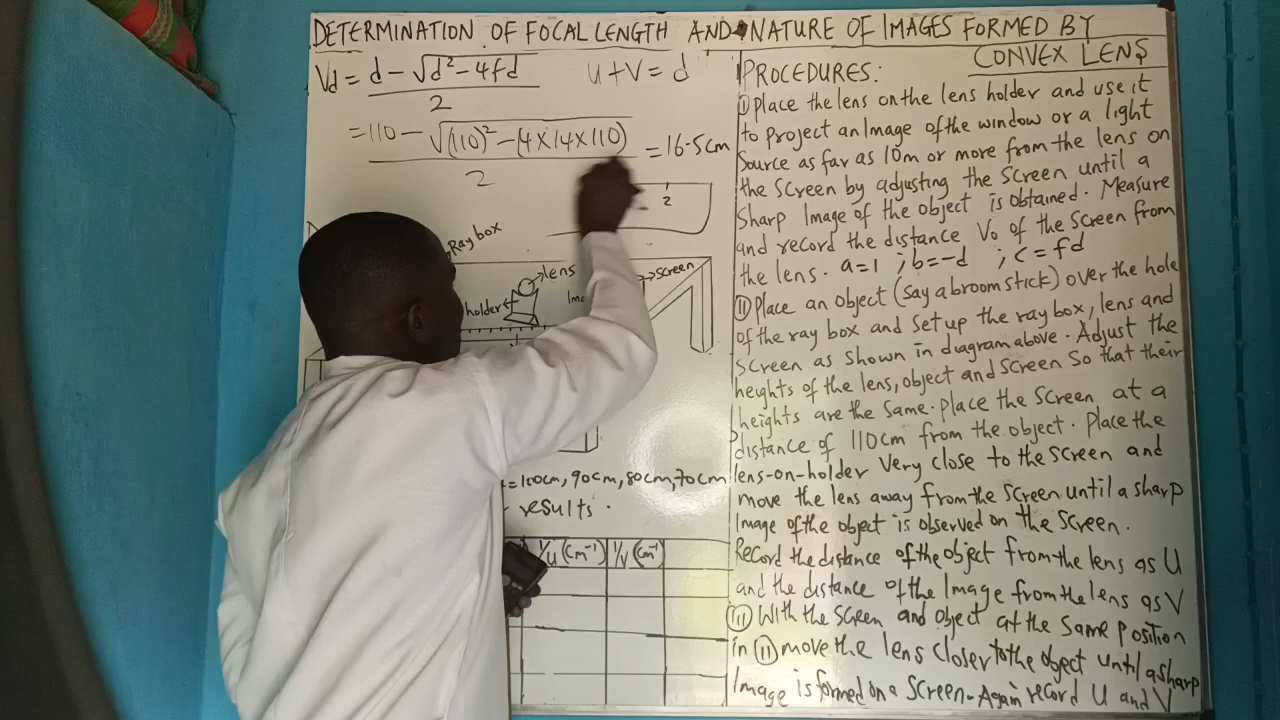 DETERMINATION OF FOCAL LENGTH AND NATURE OF IMAGES FORMED BY
CONVEX LENS
Vd = d - √d² - 4fd
2
u + v = d
= 110 - √(110)² - (4 x 14 x 110)
2
= 16.5cm
2
Ray box
lens
holder
screen
= 100cm, 90cm, 80cm, 70cm
results.
1/u (cm⁻¹) 1/v (cm⁻¹)
PROCEDURES:
(I) Place the lens on the lens holder and use it
to project an Image of the window or a light
Source as far as 10m or more from the lens on
the screen by adjusting the Screen until a
Sharp Image of the object is obtained. Measure
and record the distance V₀ of the Screen from
the lens. a=1 ; b=-d ; c = fd
(II) Place an object (say a broom stick) over the hole
of the ray box and set up the ray box, lens and
Screen as shown in diagram above. Adjust the
heights of the lens, object and screen so that their
heights are the same. Place the Screen at a
distance of 110cm from the object. Place the
lens-on-holder very close to the screen and
move the lens away from the screen until a sharp
Image of the object is observed on the screen.
Record the distance of the object from the lens as U
and the distance of the Image from the lens as V
(III) With the screen and object at the same position
in (II) move the lens closer to the object until a sharp
Image is formed on a screen. Again record U and V